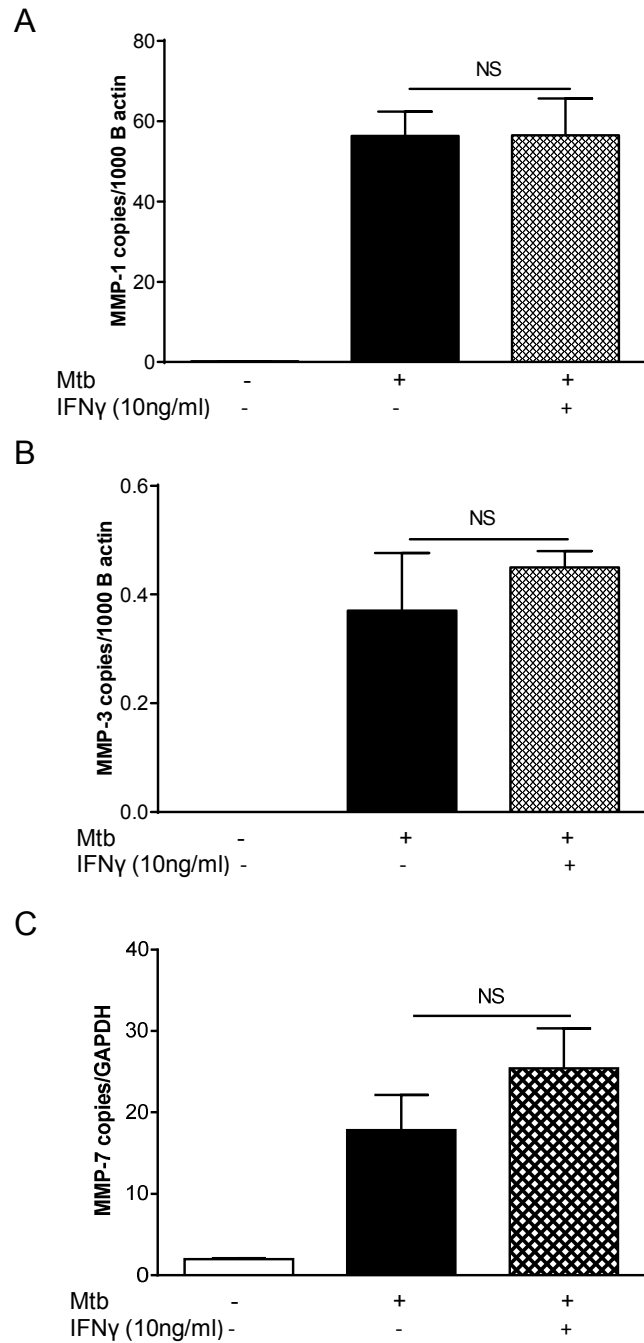 A
MMP-1 copies/1000 B actin
80
60
40
20
0
NS
Mtb - + +
IFNγ (10ng/ml) - - +
B
MMP-3 copies/1000 B actin
0.6
0.4
0.2
0.0
NS
Mtb - + +
IFNγ (10ng/ml) - - +
C
MMP-7 copies/GAPDH
40
30
20
10
0
NS
Mtb - + +
IFNγ (10ng/ml) - - +